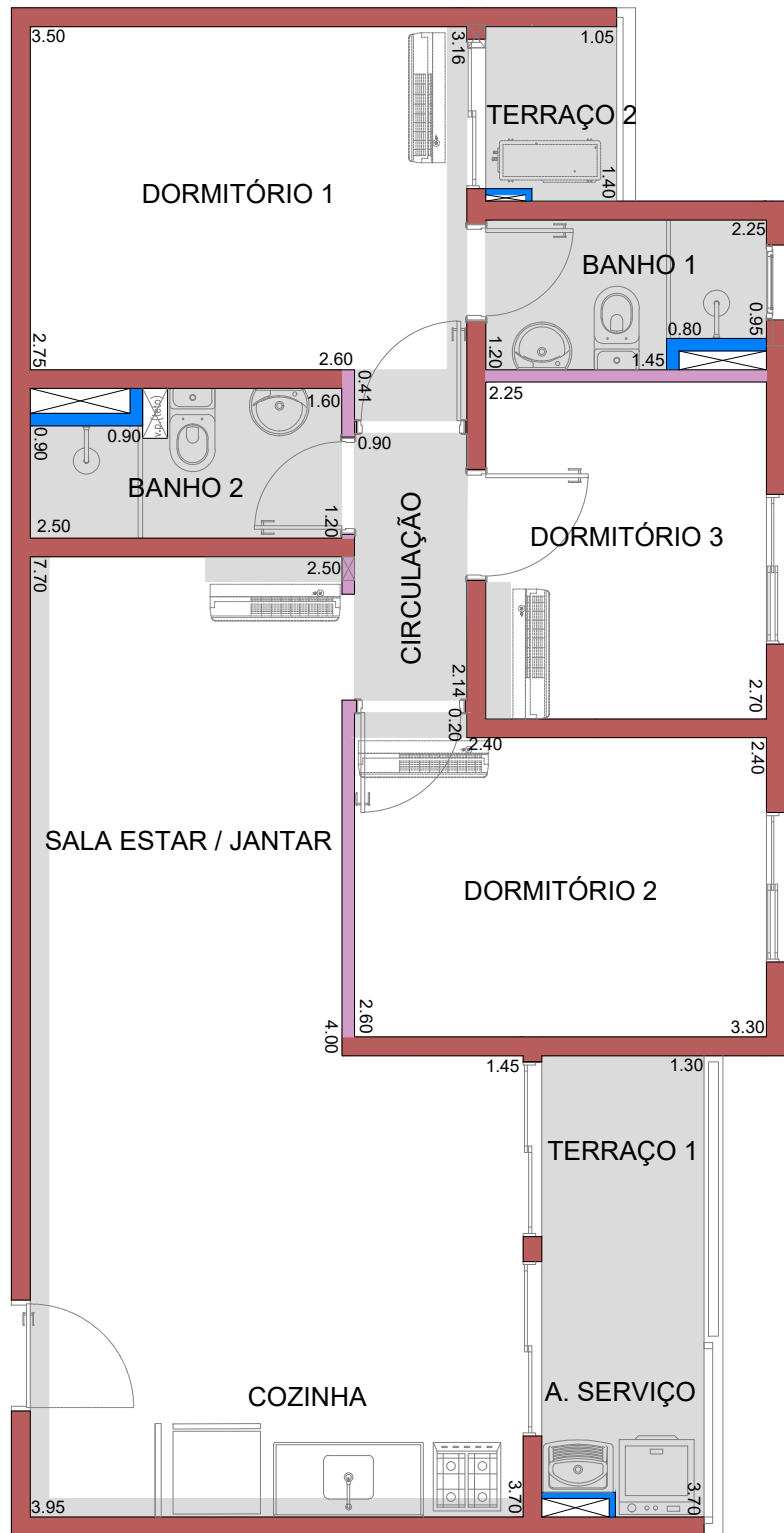 3.50
3.16
1.05
TERRAÇO 2
1.40
DORMITÓRIO 1
2.25
BANHO 1
0.95
0.80
1.20
1.45
2.75
2.60
0.41
2.25
1.60
v.p.(tup)
0.90
0.90
0.90
BANHO 2
2.50
1.20
CIRCULAÇÃO
DORMITÓRIO 3
7.70
2.50
2.14
2.70
0.20
2.40
2.40
SALA ESTAR / JANTAR
DORMITÓRIO 2
2.60
4.00
3.30
1.45
1.30
TERRAÇO 1
COZINHA
A. SERVIÇO
3.95
3.70
3.70